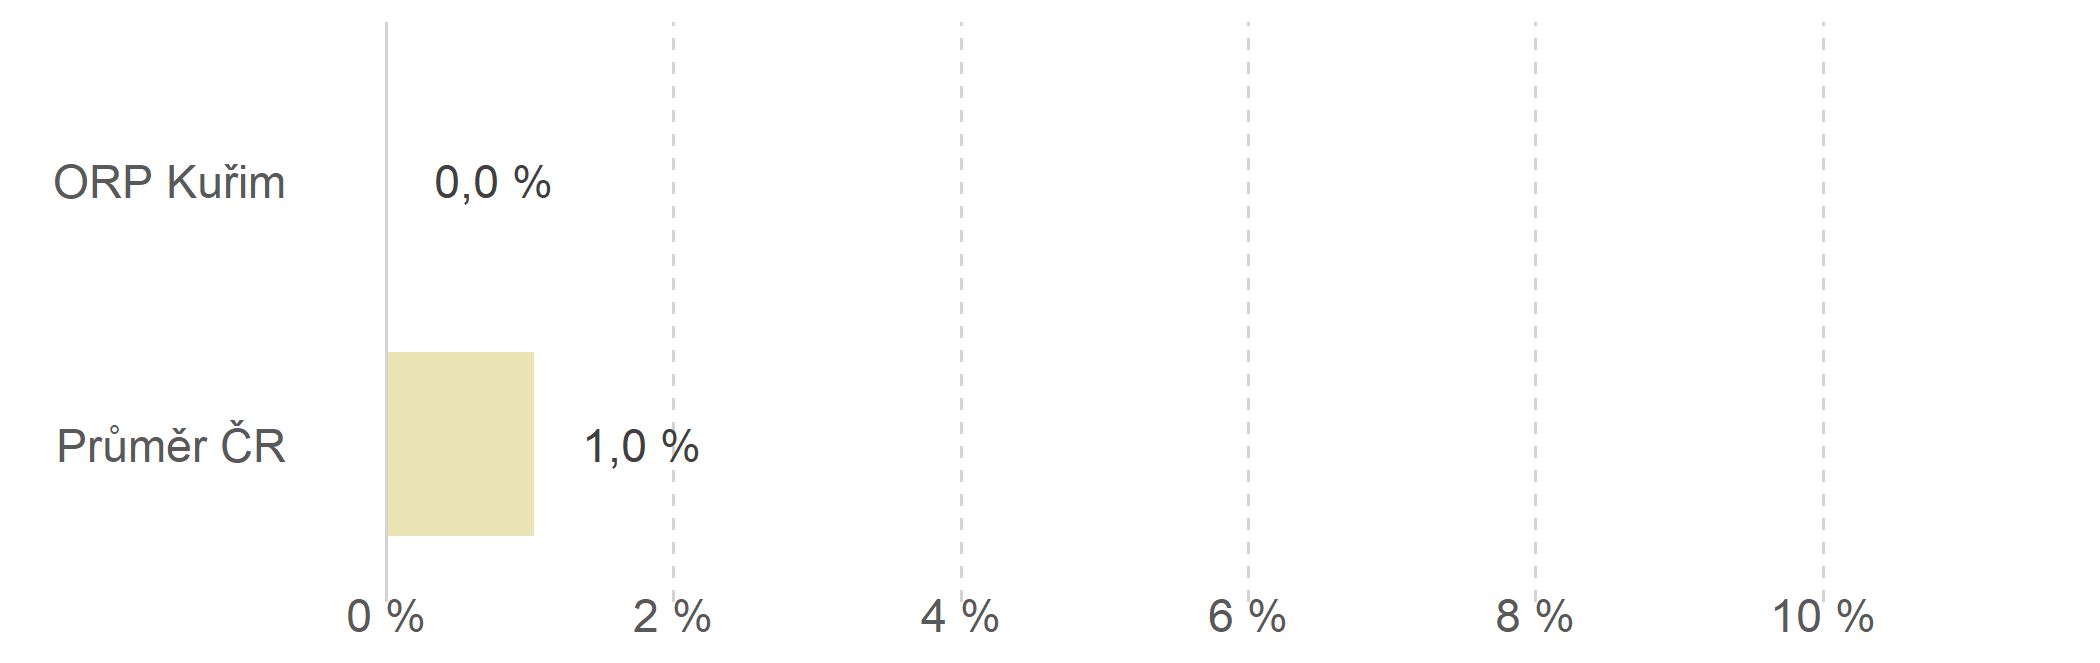 ORP Kuřim 0,0 %
Průměr ČR 1,0 %
0 % 2 % 4 % 6 % 8 % 10 %